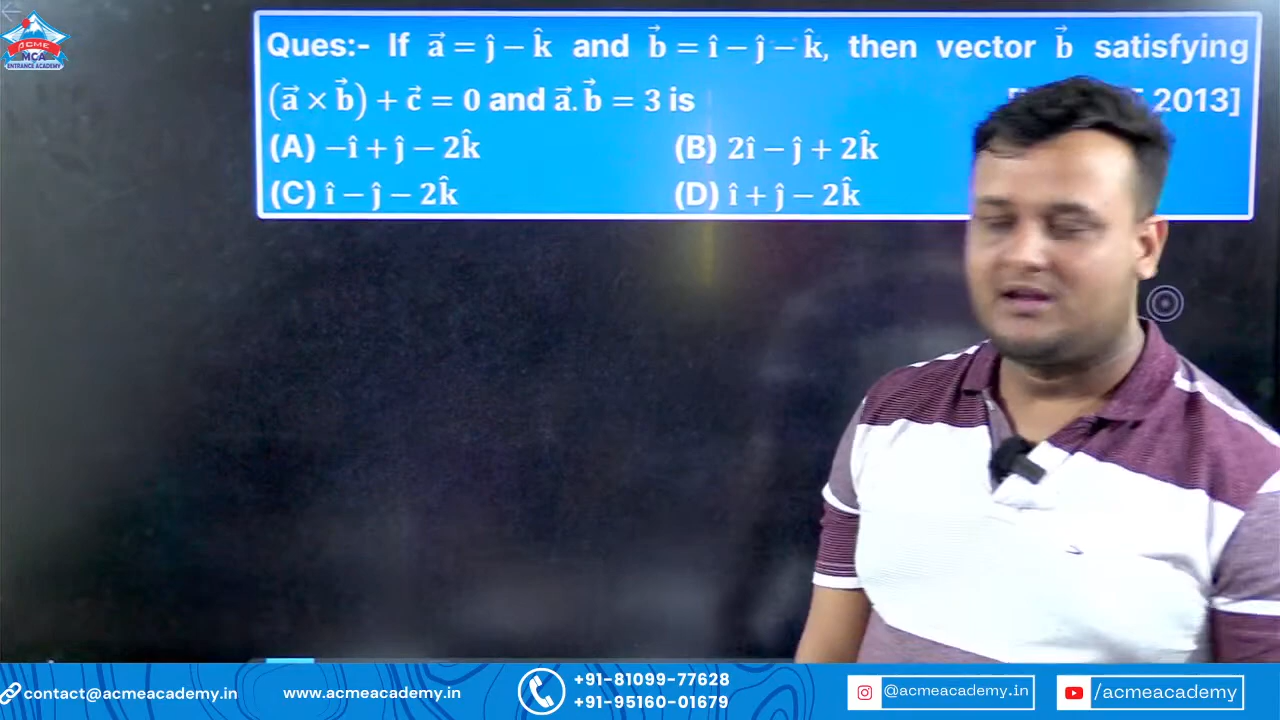 ACME
MCA
ENTRANCE ACADEMY
Ques:- If a⃗ = ĵ − k̂ and b⃗ = î − ĵ − k̂, then vector b⃗ satisfying
(a⃗ × b⃗) + c⃗ = 0 and a⃗. b⃗ = 3 is 2013]
(A) −î + ĵ − 2k̂ (B) 2î − ĵ + 2k̂
(C) î − ĵ − 2k̂ (D) î + ĵ − 2k̂
contact@acmeacademy.in
www.acmeacademy.in
+91-81099-77628
+91-95160-01679
@acmeacademy.in
/acmeacademy